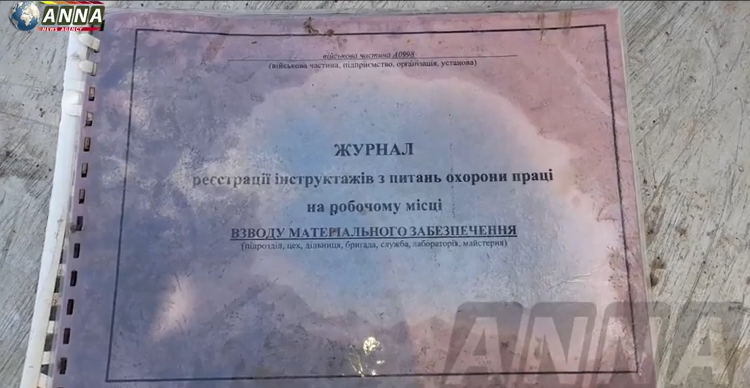 ANNA
NEWS AGENCY
військова частина А0998
(військова частина, підприємство, організація, установа)
ЖУРНАЛ
реєстрації інструктажів з питань охорони праці
на робочому місці
ВЗВОДУ МАТЕРІАЛЬНОГО ЗАБЕЗПЕЧЕННЯ
(підрозділ, цех, дільниця, бригада, служба, лабораторія, майстерня)
ANNA